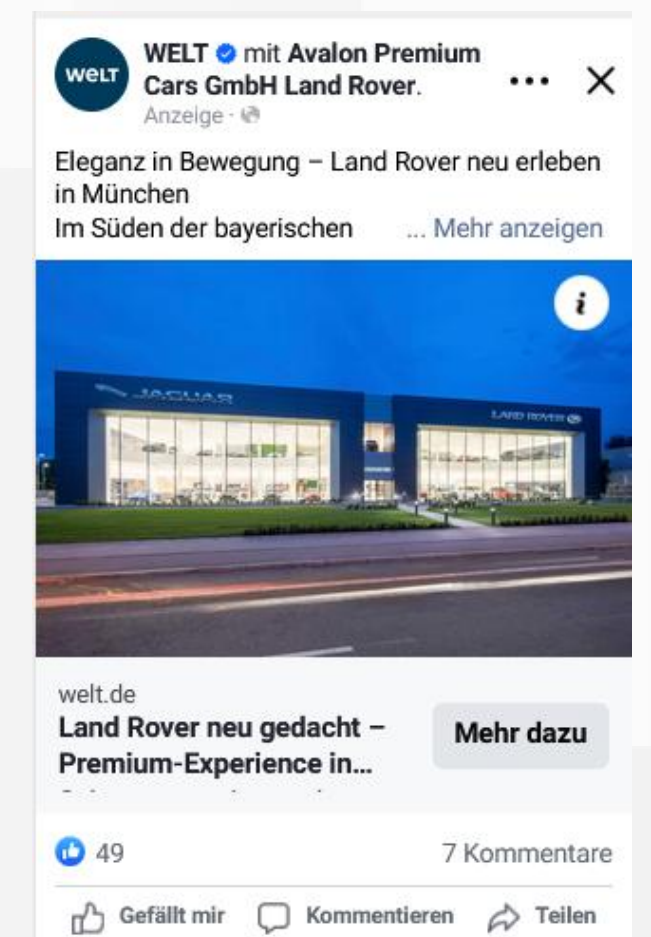 WELT
WELT mit Avalon Premium
Cars GmbH Land Rover.
Anzeige ·
Eleganz in Bewegung – Land Rover neu erleben
in München
Im Süden der bayerischen ... Mehr anzeigen
i
JAGUAR
LAND ROVER
welt.de
Land Rover neu gedacht –
Premium-Experience in...
Mehr dazu
49
7 Kommentare
Gefällt mir
Kommentieren
Teilen